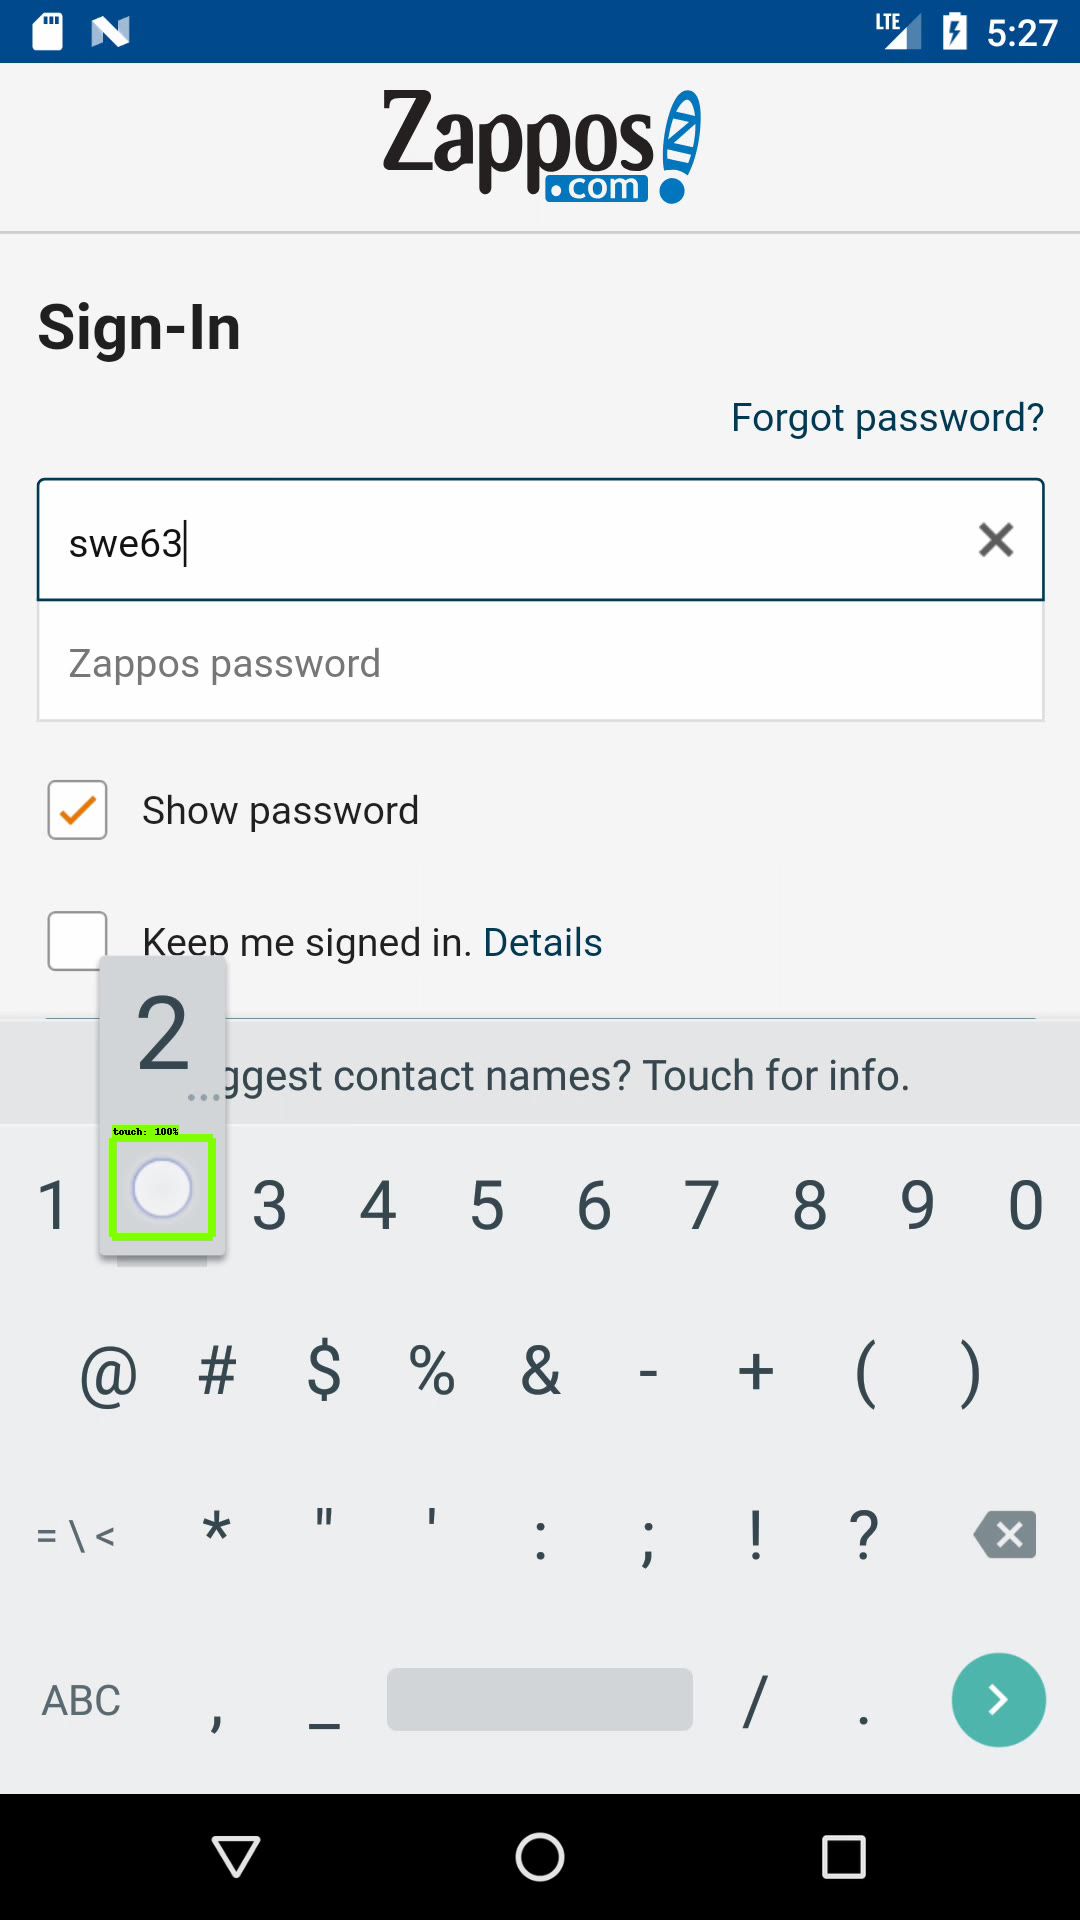 LTE 5:27
Zappos
.com
Sign-In
Forgot password?
swe63
Zappos password
Show password
Keep me signed in. Details
2
...
ggest contact names? Touch for info.
touch: 100%
1 3 4 5 6 7 8 9 0
@ # $ % & - + ( )
= \ < * " ' : ; ! ?
ABC , _ / .